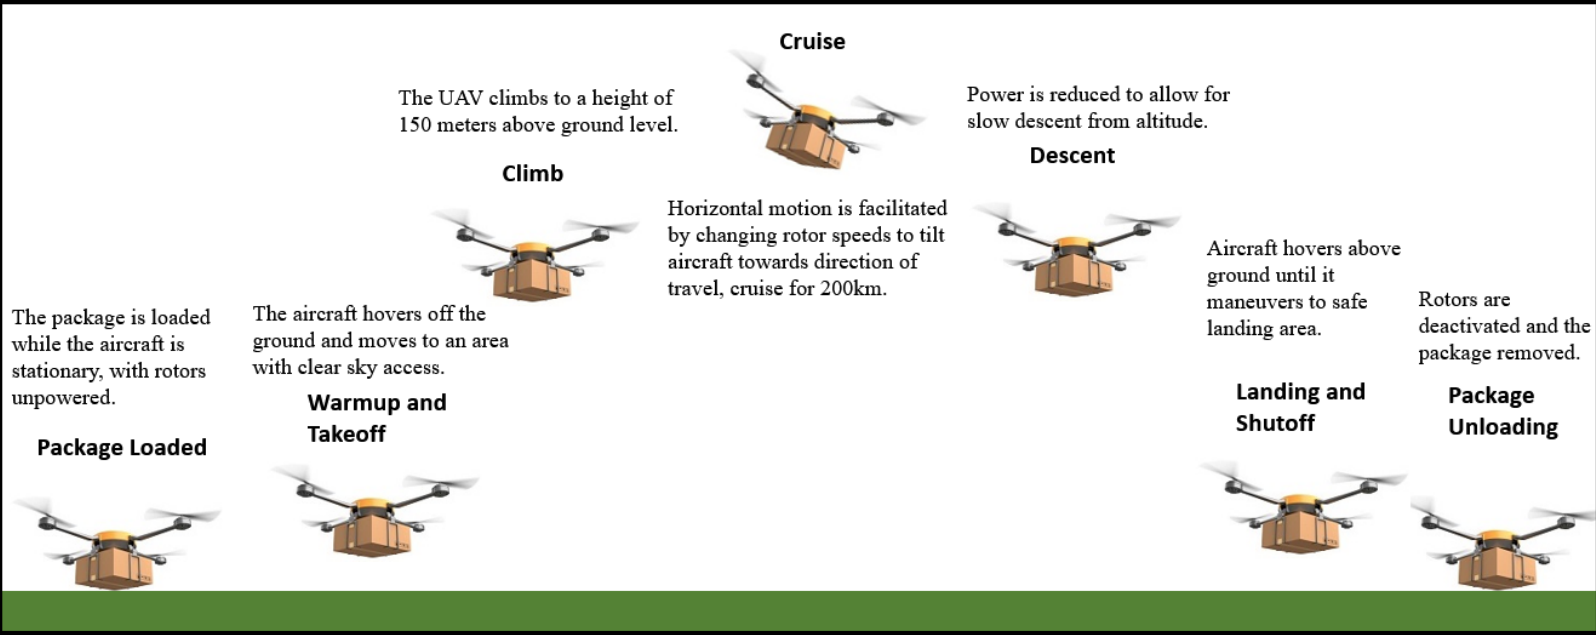 Cruise
The UAV climbs to a height of
150 meters above ground level.
Climb
Power is reduced to allow for
slow descent from altitude.
Descent
Horizontal motion is facilitated
by changing rotor speeds to tilt
aircraft towards direction of
travel, cruise for 200km.
The package is loaded
while the aircraft is
stationary, with rotors
unpowered.
Package Loaded
The aircraft hovers off the
ground and moves to an area
with clear sky access.
Warmup and
Takeoff
Aircraft hovers above
ground until it
maneuvers to safe
landing area.
Landing and
Shutoff
Rotors are
deactivated and the
package removed.
Package
Unloading